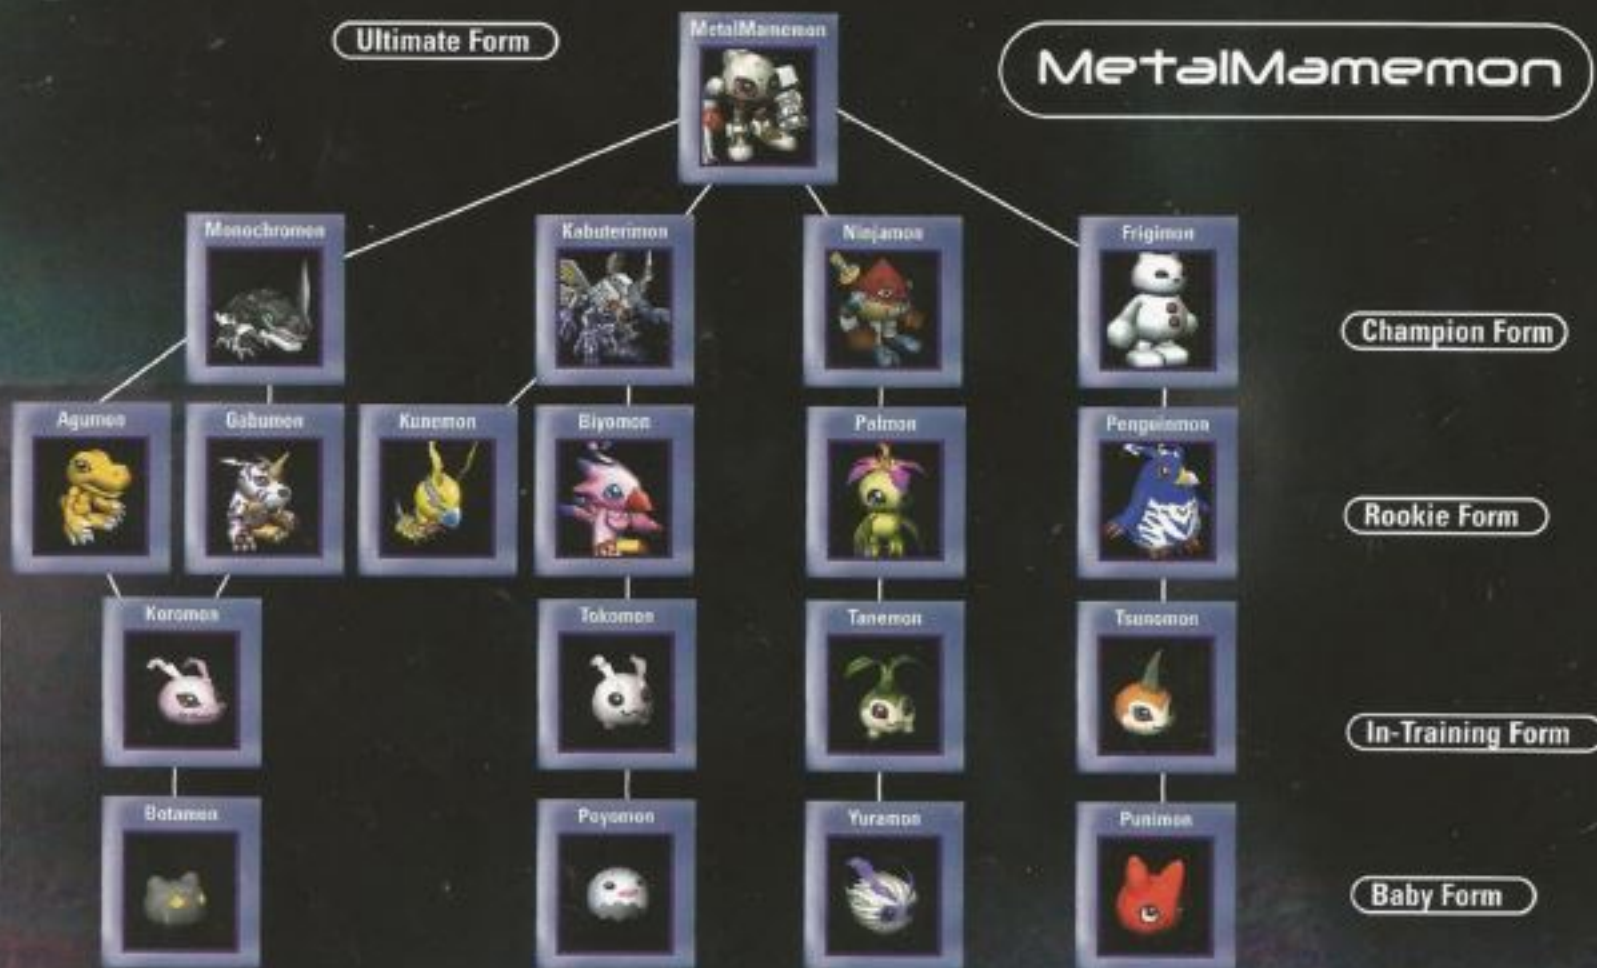 Ultimate Form
MetalMamemon
MetalMamemon
Monochromon
Kabuterimon
Ninjamon
Frigimon
Champion Form
Agumon
Gabumon
Kunemon
Biyomon
Palmon
Penguinmon
Rookie Form
Koromon
Tokomon
Tanemon
Tsunomon
In-Training Form
Botamon
Poyomon
Yuramon
Punimon
Baby Form